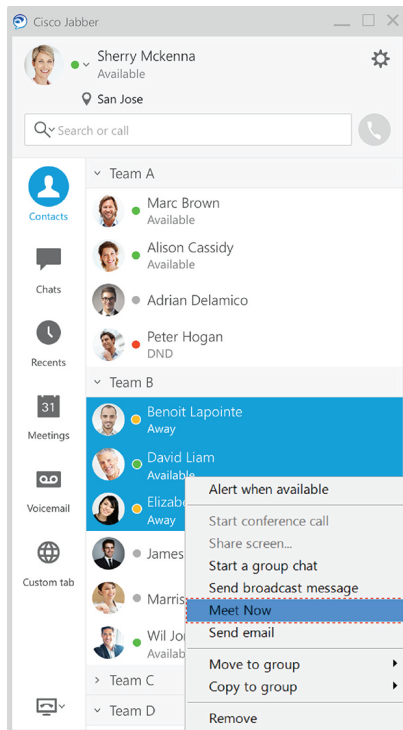 Cisco Jabber
Sherry Mckenna
Available
San Jose
Search or call
Contacts
Chats
Recents
31
Meetings
Voicemail
Custom tab
Team A
Marc Brown
Available
Alison Cassidy
Available
Adrian Delamico
Peter Hogan
DND
Team B
Benoit Lapointe
Away
David Liam
Available
Away
James
Team C
Team D
Alert when available
Start conference call
Share screen...
Start a group chat
Send broadcast message
Meet Now
Send email
Move to group
Copy to group
Remove